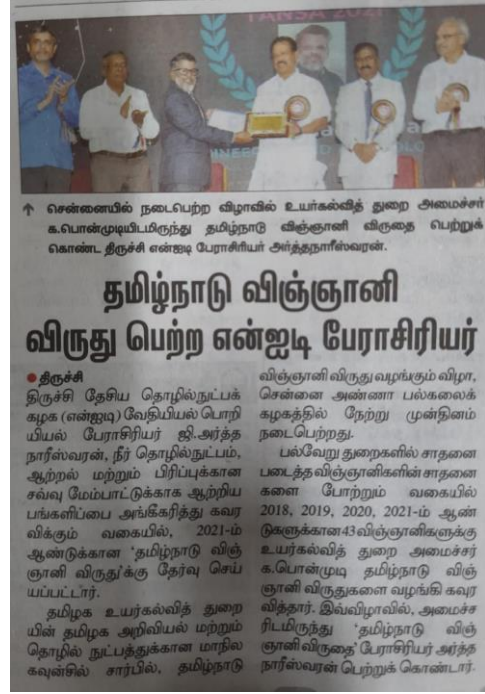 TANSA 2021
↑ சென்னையில் நடைபெற்ற விழாவில் உயர்கல்வித் துறை அமைச்சர்
க.பொன்முடியிடமிருந்து தமிழ்நாடு விஞ்ஞானி விருதை பெற்றுக்
கொண்ட திருச்சி என்ஐடி பேராசிரியர் அர்த்தநாரீஸ்வரன்.
தமிழ்நாடு விஞ்ஞானி
விருது பெற்ற என்ஐடி பேராசிரியர்
● திருச்சி
திருச்சி தேசிய தொழில்நுட்பக்
கழக (என்ஐடி) வேதியியல் பொறி
யியல் பேராசிரியர் ஜி.அர்த்த
நாரீஸ்வரன், நீர் தொழில்நுட்பம்,
ஆற்றல் மற்றும் பிரிப்புக்கான
சவ்வு மேம்பாட்டுக்காக ஆற்றிய
பங்களிப்பை அங்கீகரித்து கவுர
விக்கும் வகையில், 2021-ம்
ஆண்டுக்கான 'தமிழ்நாடு விஞ்
ஞானி விருது'க்கு தேர்வு செய்
யப்பட்டார்.
தமிழக உயர்கல்வித் துறை
யின் தமிழக அறிவியல் மற்றும்
தொழில் நுட்பத்துக்கான மாநில
கவுன்சில் சார்பில், தமிழ்நாடு
விஞ்ஞானி விருது வழங்கும் விழா,
சென்னை அண்ணா பல்கலைக்
கழகத்தில் நேற்று முன்தினம்
நடைபெற்றது.
பல்வேறு துறைகளில் சாதனை
படைத்த விஞ்ஞானிகளின் சாதனை
களை போற்றும் வகையில்
2018, 2019, 2020, 2021-ம் ஆண்
டுகளுக்கான 43 விஞ்ஞானிகளுக்கு
உயர்கல்வித் துறை அமைச்சர்
க.பொன்முடி தமிழ்நாடு விஞ்
ஞானி விருதுகளை வழங்கி கவுர
வித்தார். இவ்விழாவில், அமைச்ச
ரிடமிருந்து 'தமிழ்நாடு விஞ்
ஞானி விருதை' பேராசிரியர் அர்த்த
நாரீஸ்வரன் பெற்றுக் கொண்டார்.